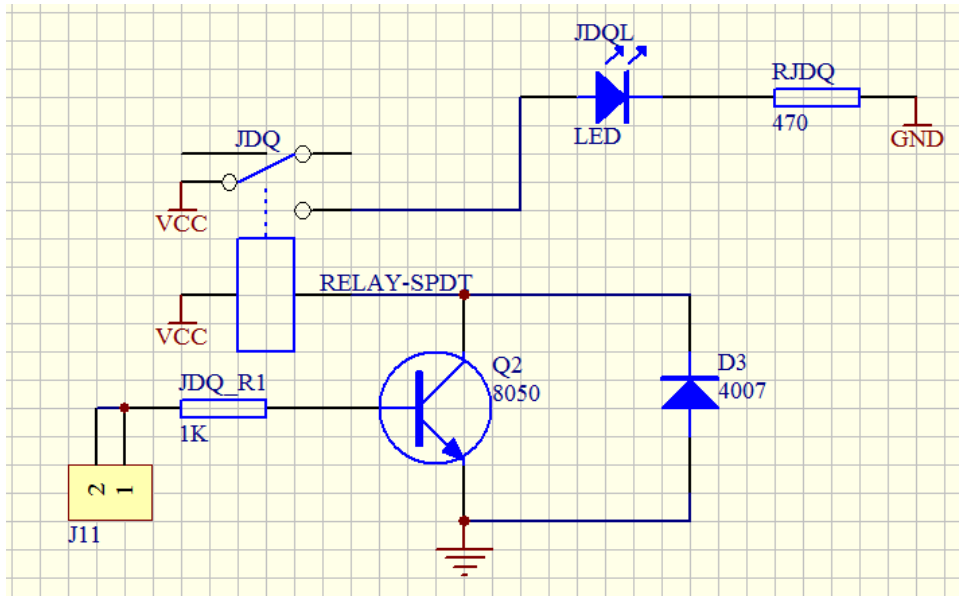 JDQL
RJDQ
LED
470
GND
JDQ
VCC
RELAY-SPDT
VCC
Q2
8050
D3
4007
JDQ_R1
1K
2
1
J11